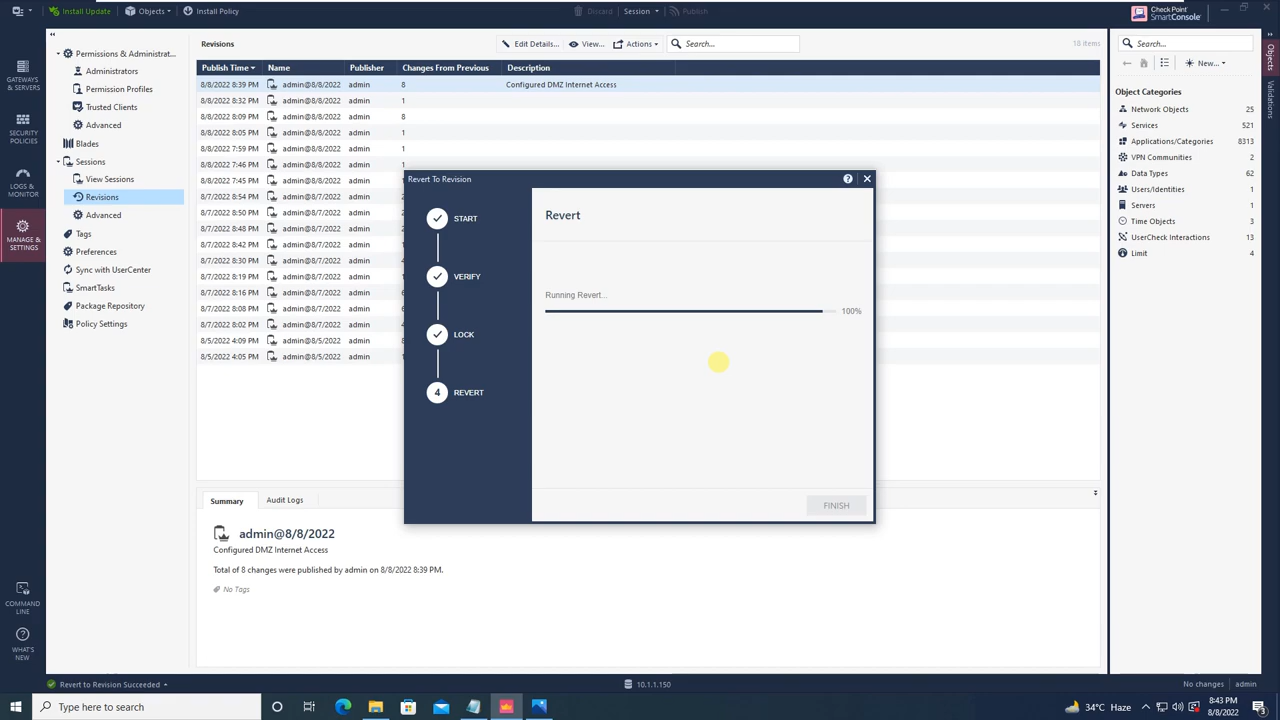 Install Update
Objects
Install Policy
Discard
Session
Publish
Check Point
SmartConsole
GATEWAYS
& SERVERS
SECURITY
POLICIES
LOGS &
MONITOR
MANAGE &
SETTINGS
COMMAND
LINE
WHAT'S
NEW
Permissions & Administrat...
Administrators
Permission Profiles
Trusted Clients
Advanced
Blades
Sessions
View Sessions
Revisions
Advanced
Tags
Preferences
Sync with UserCenter
SmartTasks
Package Repository
Policy Settings
Revisions
Edit Details...
View...
Actions
Search...
18 items
Publish Time Name Publisher Changes From Previous Description
8/8/2022 8:39 PM admin@8/8/2022 admin 8 Configured DMZ Internet Access
8/8/2022 8:32 PM admin@8/8/2022 admin 1
8/8/2022 8:09 PM admin@8/8/2022 admin 8
8/8/2022 8:05 PM admin@8/8/2022 admin 1
8/8/2022 7:59 PM admin@8/8/2022 admin 1
8/8/2022 7:46 PM admin@8/8/2022 admin 1
8/8/2022 7:45 PM admin@8/8/2022 admin
8/7/2022 8:54 PM admin@8/7/2022 admin
8/7/2022 8:50 PM admin@8/7/2022 admin
8/7/2022 8:48 PM admin@8/7/2022 admin
8/7/2022 8:42 PM admin@8/7/2022 admin
8/7/2022 8:30 PM admin@8/7/2022 admin
8/7/2022 8:19 PM admin@8/7/2022 admin
8/7/2022 8:16 PM admin@8/7/2022 admin
8/7/2022 8:08 PM admin@8/7/2022 admin
8/7/2022 8:02 PM admin@8/7/2022 admin
8/5/2022 4:09 PM admin@8/5/2022 admin
8/5/2022 4:05 PM admin@8/5/2022 admin
Revert To Revision
START
VERIFY
LOCK
4 REVERT
Revert
Running Revert...
100%
FINISH
Summary
Audit Logs
admin@8/8/2022
Configured DMZ Internet Access
Total of 8 changes were published by admin on 8/8/2022 8:39 PM.
No Tags
Search...
New...
Object Categories
Network Objects 25
Services 521
Applications/Categories 8313
VPN Communities 2
Data Types 62
Users/Identities 1
Servers 1
Time Objects 3
UserCheck Interactions 13
Limit 4
Objects
Validations
Revert to Revision Succeeded
10.1.1.150
No changes
admin
Type here to search
34°C Haze
8:43 PM
8/8/2022
3